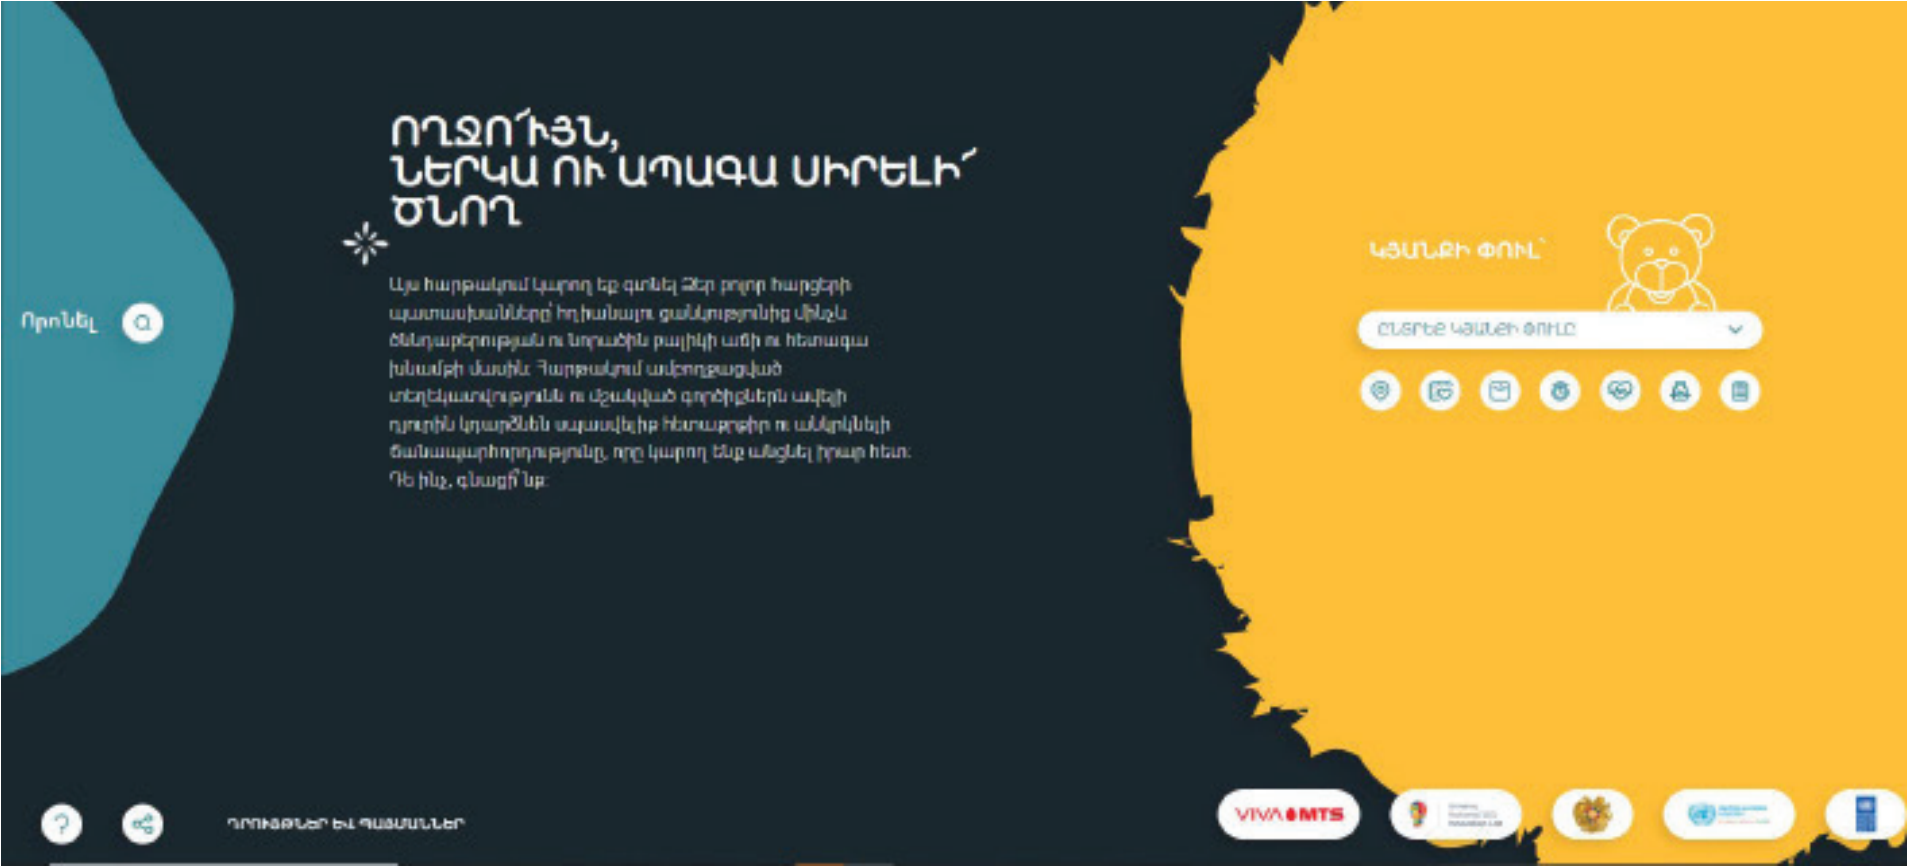 ՈՂՋՈ՜ՒՅՆ,
ՆԵՐԿԱ ՈՒ ԱՊԱԳԱ ՍԻՐԵԼԻ՜
ԾՆՈՂ
Այս հարթակում կարող եք գտնել Ձեր բոլոր հարցերի
պատասխանները՝ հղիանալու ցանկությունից մինչև
ծննդաբերության ու նորածին բալիկի աճի ու հետագա
խնամքի մասին: Հարթակում ամբողջացված
տեղեկատվությունն ու մշակված գործիքներն ավելի
դյուրին կդարձնեն սպասվելիք հետաքրքիր ու անկրկնելի
ճանապարհորդությունը, որը կարող ենք անցնել իրար հետ:
Դե ինչ, գնացի՞նք:
Որոնել
ԿՅԱՆՔԻ ՓՈՒԼ՝
ԸՆՏՐԵՔ ԿՅԱՆՔԻ ՓՈՒԼԸ
?
ԴՐՈՒՅԹՆԵՐ ԵՎ ՊԱՅՄԱՆՆԵՐ
VIVA MTS